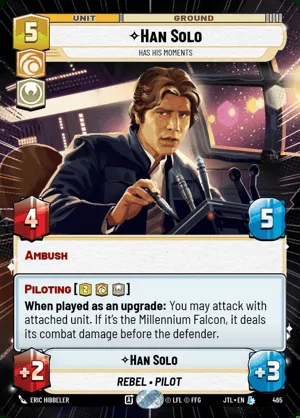 UNIT
GROUND
5
✧HAN SOLO
HAS HIS MOMENTS
4
5
AMBUSH
PILOTING [2]
When played as an upgrade: You may attack with
attached unit. If it's the Millennium Falcon, it deals
its combat damage before the defender.
✧HAN SOLO
+2
+3
REBEL • PILOT
ERIC HIBBELER
© LFL © FFG
JTL • EN
465